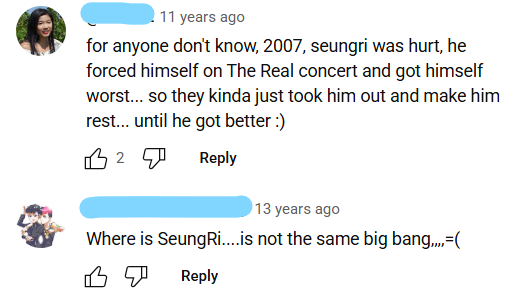 11 years ago
for anyone don't know, 2007, seungri was hurt, he
forced himself on The Real concert and got himself
worst... so they kinda just took him out and make him
rest... until he got better :)
2
Reply
13 years ago
Where is SeungRi....is not the same big bang,,,,=(
Reply